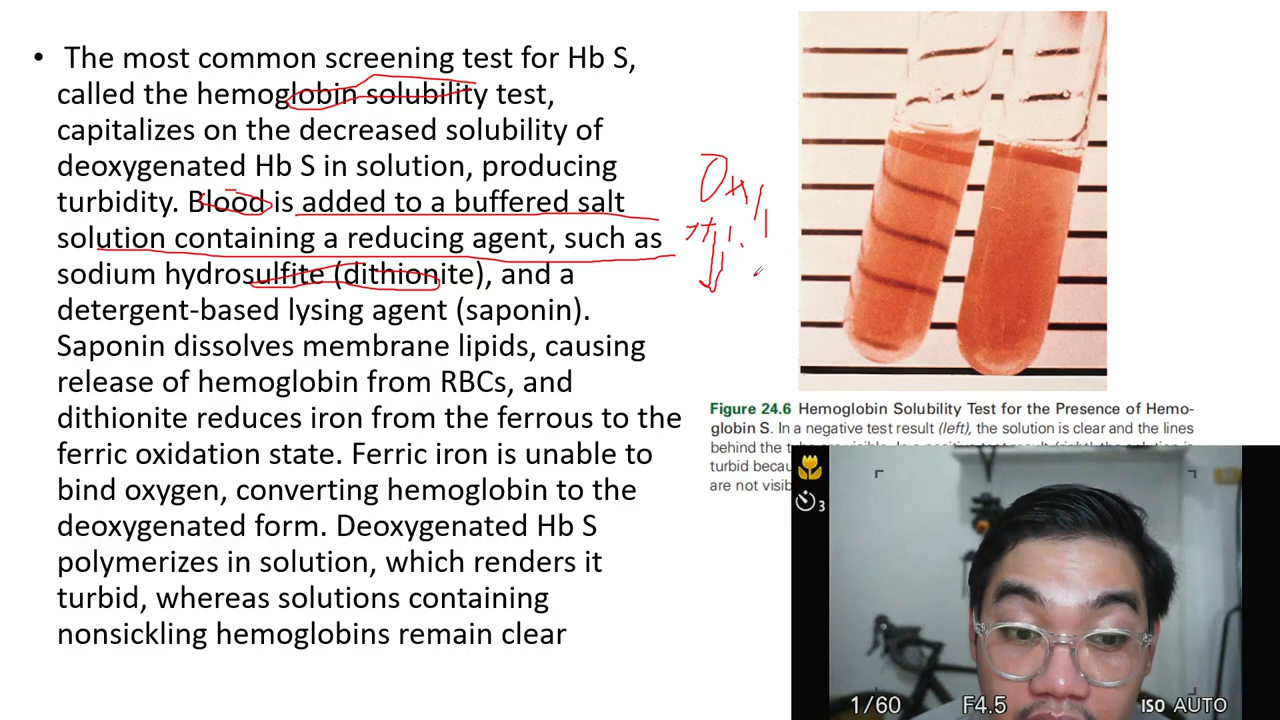 • The most common screening test for Hb S,
called the hemoglobin solubility test,
capitalizes on the decreased solubility of
deoxygenated Hb S in solution, producing
turbidity. Blood is added to a buffered salt
solution containing a reducing agent, such as
sodium hydrosulfite (dithionite), and a
detergent-based lysing agent (saponin).
Saponin dissolves membrane lipids, causing
release of hemoglobin from RBCs, and
dithionite reduces iron from the ferrous to the
ferric oxidation state. Ferric iron is unable to
bind oxygen, converting hemoglobin to the
deoxygenated form. Deoxygenated Hb S
polymerizes in solution, which renders it
turbid, whereas solutions containing
nonsickling hemoglobins remain clear
Figure 24.6 Hemoglobin Solubility Test for the Presence of Hemo-
globin S. In a negative test result (left), the solution is clear and the lines
behind the
turbid becau
are not visib
3
1/60 F4.5 ISO AUTO